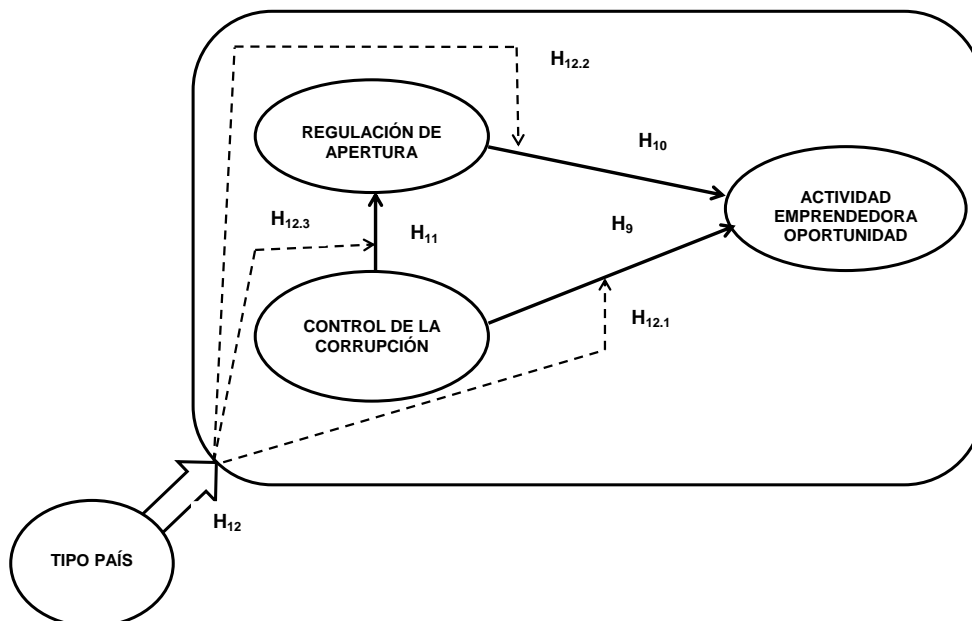 H12.2
REGULACIÓN DE
APERTURA
H10
ACTIVIDAD
EMPRENDEDORA
OPORTUNIDAD
H12.3
H11
H9
CONTROL DE LA
CORRUPCIÓN
H12.1
H12
TIPO PAÍS